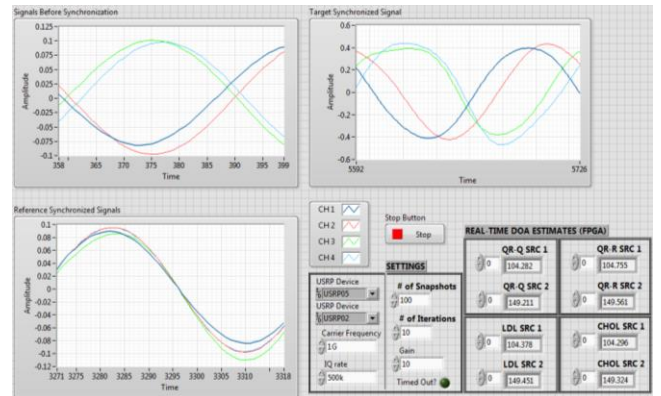 Signals Before Synchronization
Amplitude
0.125
0.1
0.075
0.05
0.025
0
-0.025
-0.05
-0.075
-0.1
358 365 370 375 380 385 390 395 399
Time
Target Synchronized Signal
Amplitude
0.6
0.4
0.2
0
-0.2
-0.4
-0.6
5592 5726
Time
Reference Synchronized Signals
Amplitude
0.1
0.08
0.06
0.04
0.02
0
-0.02
-0.04
-0.06
-0.08
-0.1
-0.12
3271 3275 3280 3285 3290 3295 3300 3305 3310 3318
Time
CH 1
CH 2
CH 3
CH 4
Stop Button
Stop
SETTINGS
USRP Device
USRP05
USRP Device
USRP02
Carrier Frequency
1G
IQ rate
500k
# of Snapshots
100
# of Iterations
10
Gain
10
Timed Out?
REAL-TIME DOA ESTIMATES (FPGA)
QR-Q SRC 1
0 104.282
QR-Q SRC 2
0 149.211
QR-R SRC 1
0 104.755
QR-R SRC 2
0 149.561
LDL SRC 1
0 104.378
LDL SRC 2
0 149.451
CHOL SRC 1
0 104.296
CHOL SRC 2
0 149.324